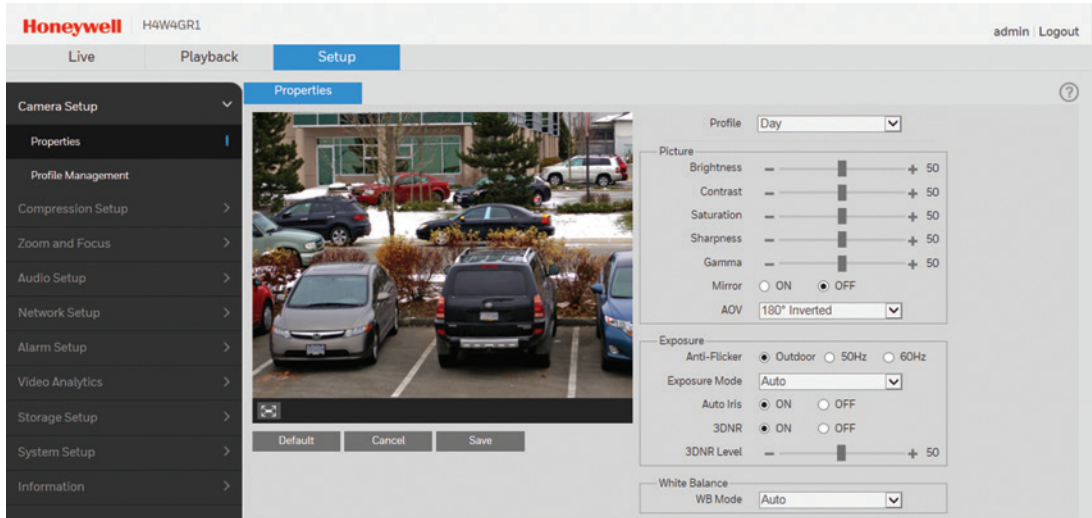 Honeywell H4W4GR1
admin | Logout
Live Playback Setup
Camera Setup
Properties
Profile Management
Compression Setup
Zoom and Focus
Audio Setup
Network Setup
Alarm Setup
Video Analytics
Storage Setup
System Setup
Information
Properties
?
Default Cancel Save
Profile Day
Picture
Brightness 50
Contrast 50
Saturation 50
Sharpness 50
Gamma 50
Mirror ON OFF
AOV 180° Inverted
Exposure
Anti-Flicker Outdoor 50Hz 60Hz
Exposure Mode Auto
Auto Iris ON OFF
3DNR ON OFF
3DNR Level 50
White Balance
WB Mode Auto